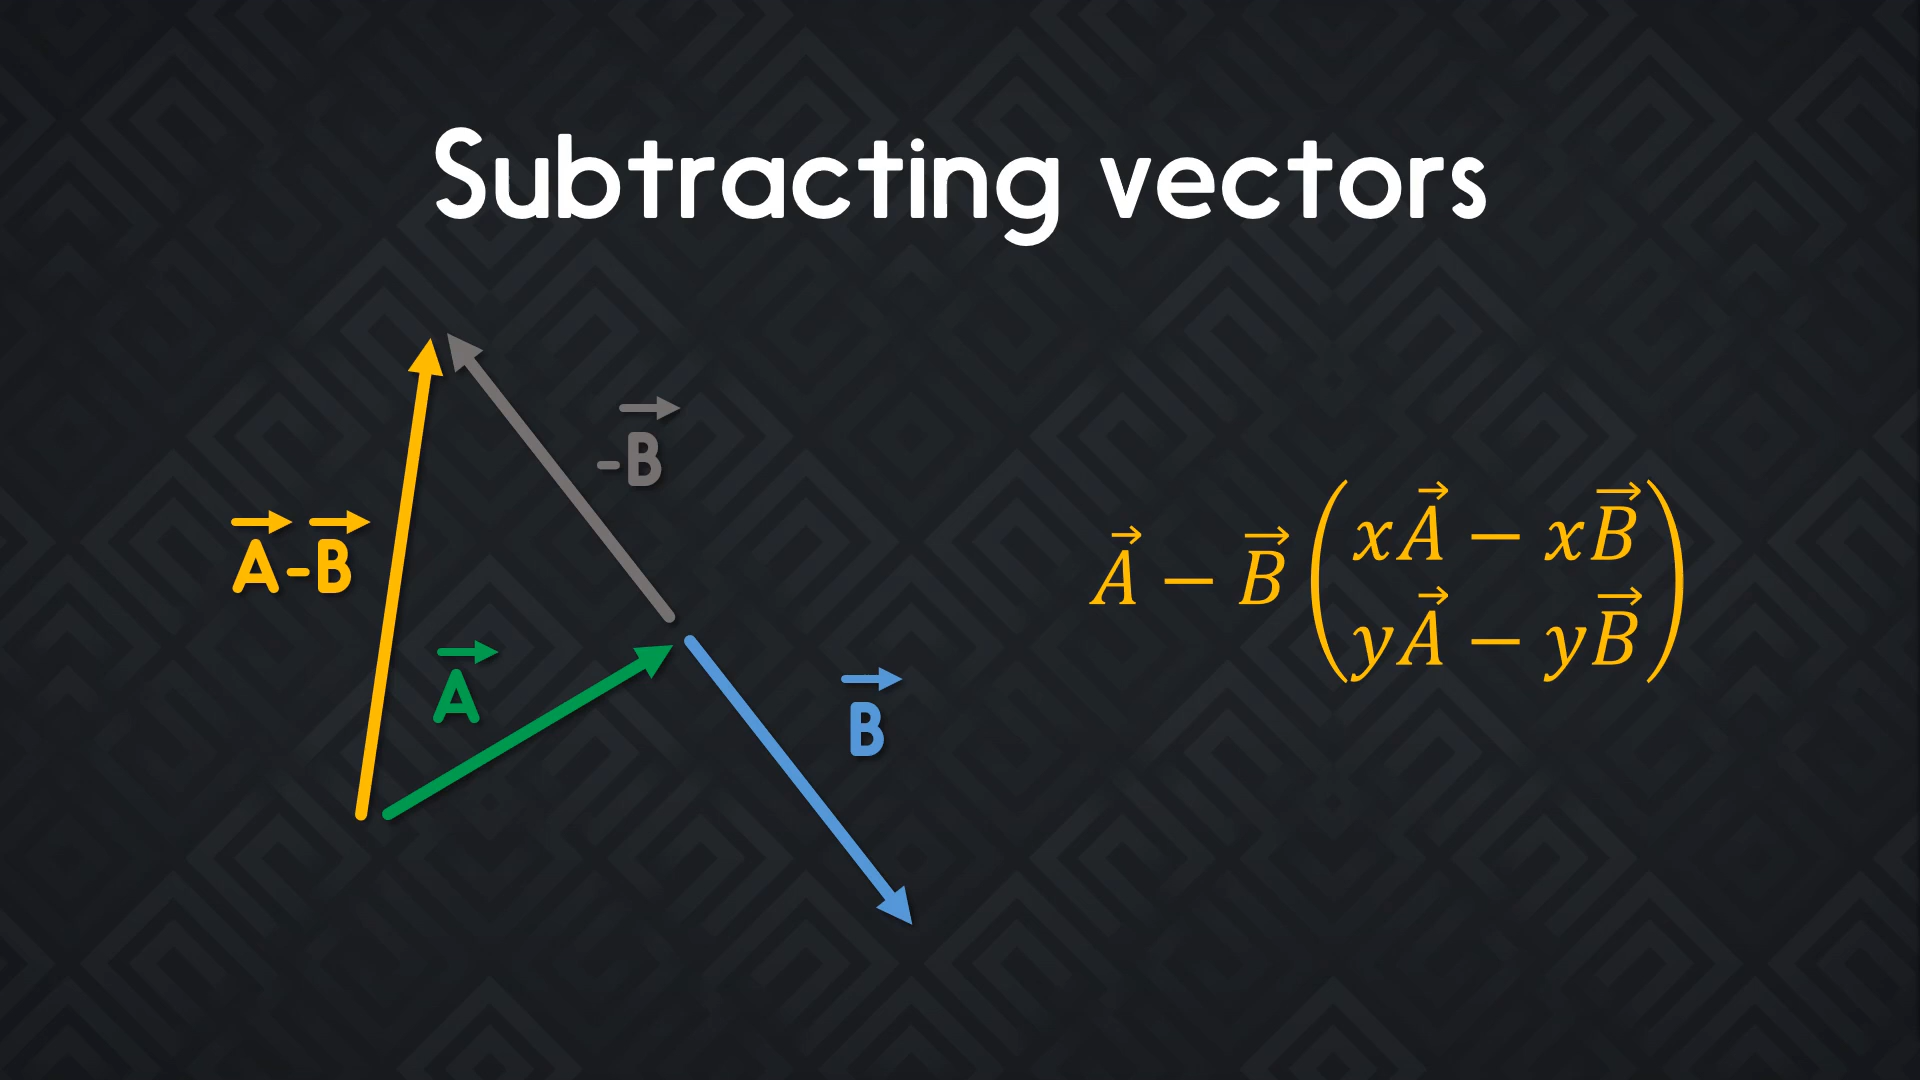 Subtracting vectors
-B⃗
A⃗-B⃗
A⃗
B⃗
A⃗ − B⃗ (xA⃗ − xB⃗
yA⃗ − yB⃗)